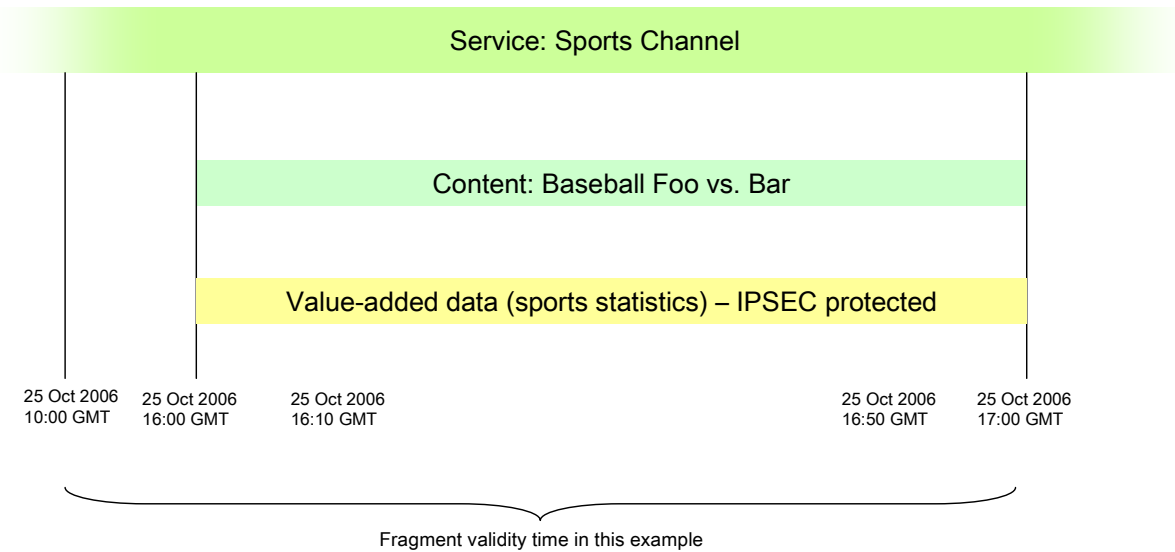 Service: Sports Channel
Content: Baseball Foo vs. Bar
Value-added data (sports statistics) – IPSEC protected
25 Oct 2006
10:00 GMT
25 Oct 2006
16:00 GMT
25 Oct 2006
16:10 GMT
25 Oct 2006
16:50 GMT
25 Oct 2006
17:00 GMT
Fragment validity time in this example